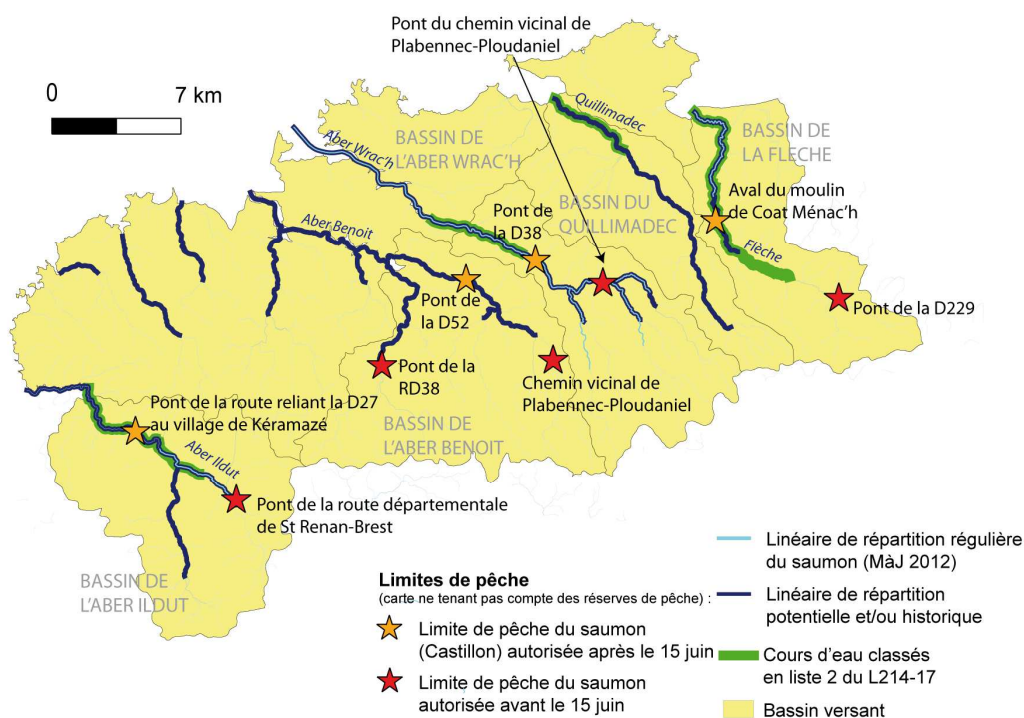 Pont du chemin vicinal de
Plabennec-Ploudaniel
0 7 km
Quillimadec
Aber Wrac'h
BASSIN DE
L'ABER WRAC'H
BASSIN DE
LA FLECHE
Aval du moulin
de Coat Ménac'h
BASSIN DU
QUILLIMADEC
Pont de
la D38
Aber Benoit
Flèche
Pont de
la D52
Pont de la D229
Pont de la
RD38
Chemin vicinal de
Plabennec-Ploudaniel
Pont de la route reliant la D27
au village de Kéramazé
BASSIN DE
L'ABER BENOIT
Aber Ildut
Pont de la route départementale
de St Renan-Brest
BASSIN DE
L'ABER ILDUT
Limites de pêche
(carte ne tenant pas compte des réserves de pêche) :
Limite de pêche du saumon
(Castillon) autorisée après le 15 juin
Limite de pêche du saumon
autorisée avant le 15 juin
Linéaire de répartition régulière
du saumon (MàJ 2012)
Linéaire de répartition
potentielle et/ou historique
Cours d'eau classés
en liste 2 du L214-17
Bassin versant